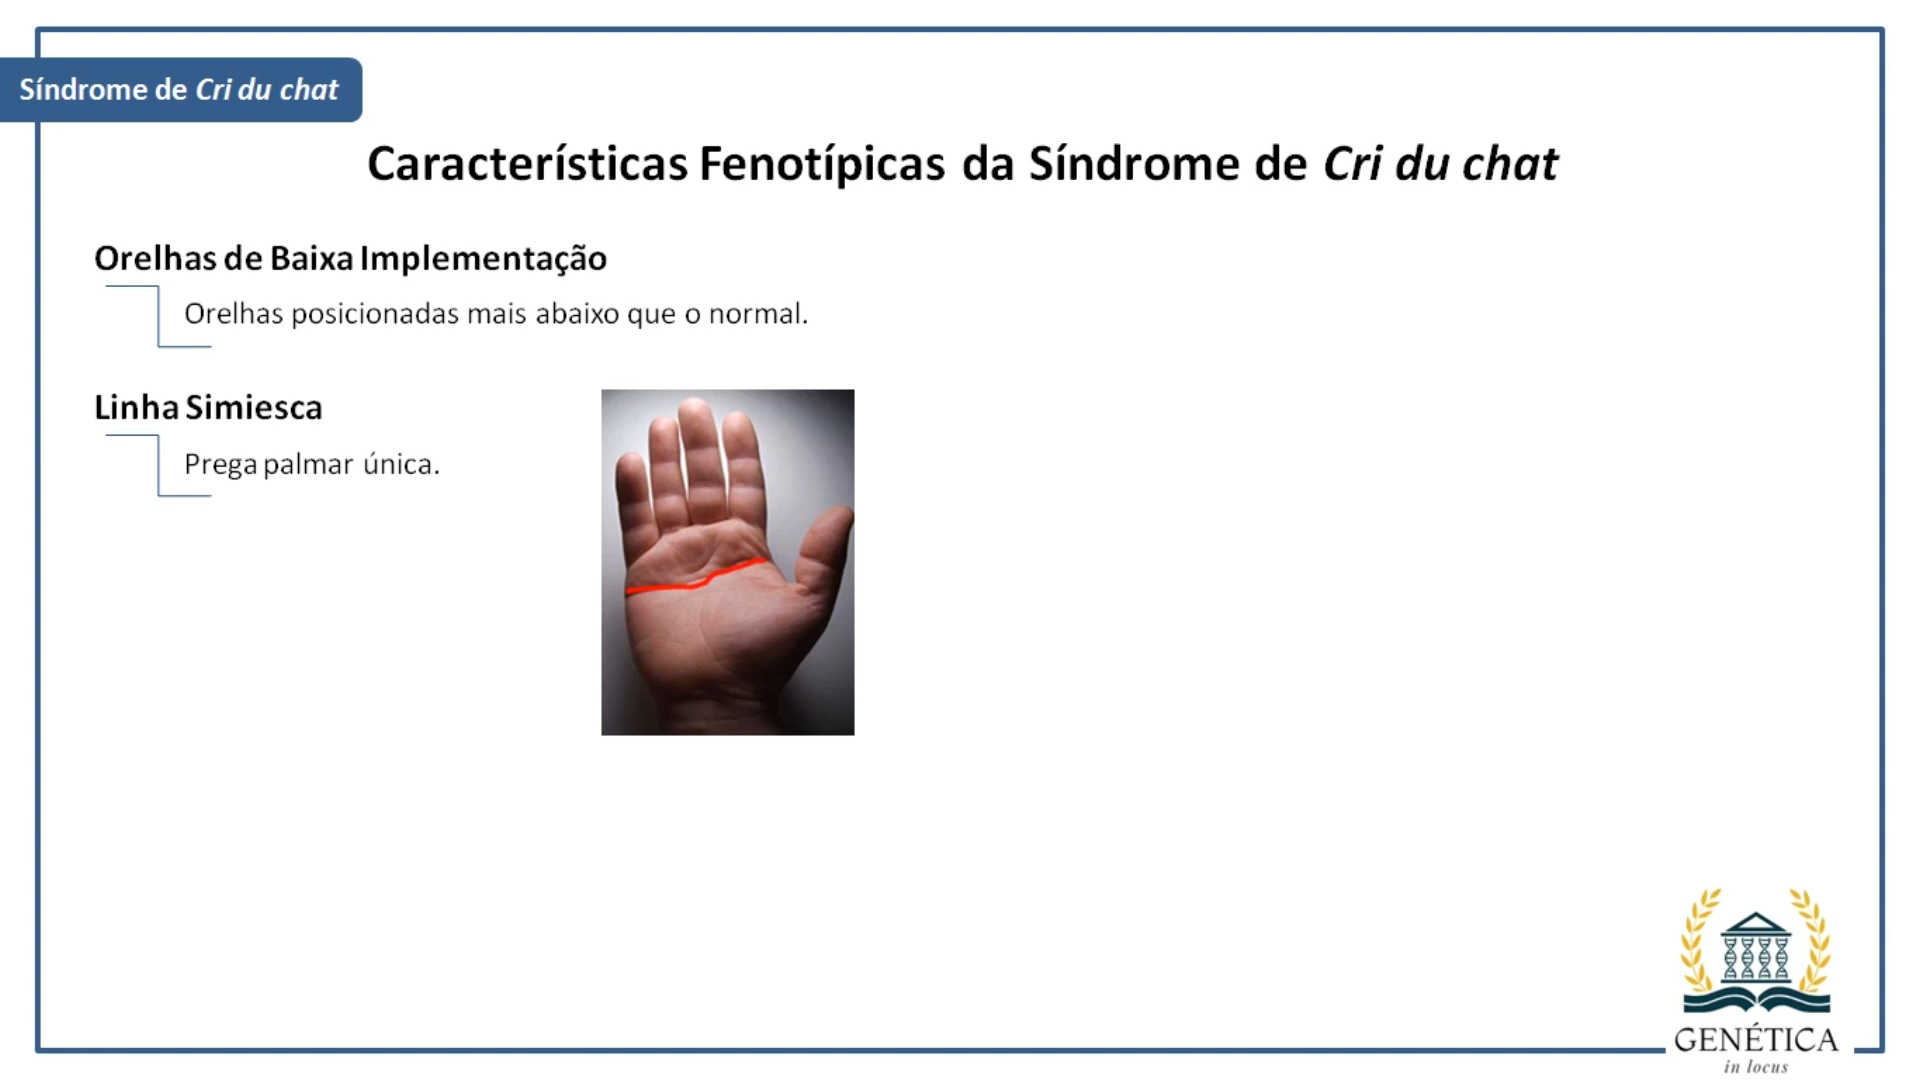 Síndrome de Cri du chat
Características Fenotípicas da Síndrome de Cri du chat
Orelhas de Baixa Implementação
Orelhas posicionadas mais abaixo que o normal.
Linha Simiesca
Prega palmar única.
GENÉTICA
in locus